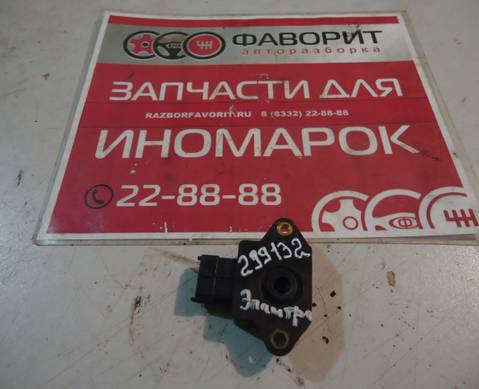 ФАВОРИТ
авторазборка
ЗАПЧАСТИ ДЛЯ
RAZBORFAVORIT.RU 8 (8332) 22-88-88
ИНОМАРОК
22-88-88
299132
Элантра